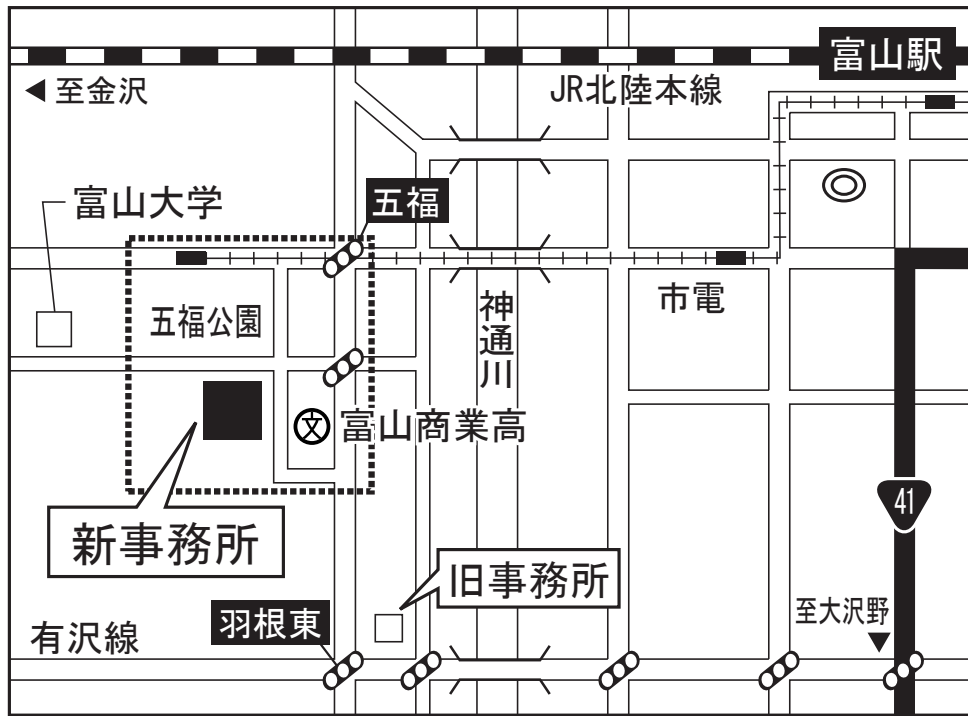 富山駅
至金沢
JR北陸本線
富山大学
五福
市電
神通川
五福公園
富山商業高
文
41
新事務所
旧事務所
至大沢野
羽根東
有沢線